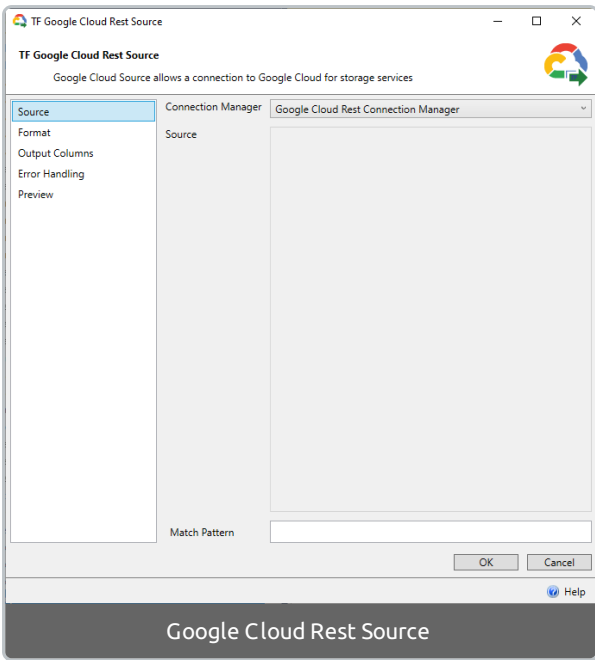 TF Google Cloud Rest Source
TF Google Cloud Rest Source
Google Cloud Source allows a connection to Google Cloud for storage services
Source
Format
Output Columns
Error Handling
Preview
Connection Manager
Google Cloud Rest Connection Manager
Source
Match Pattern
OK
Cancel
Help
Google Cloud Rest Source